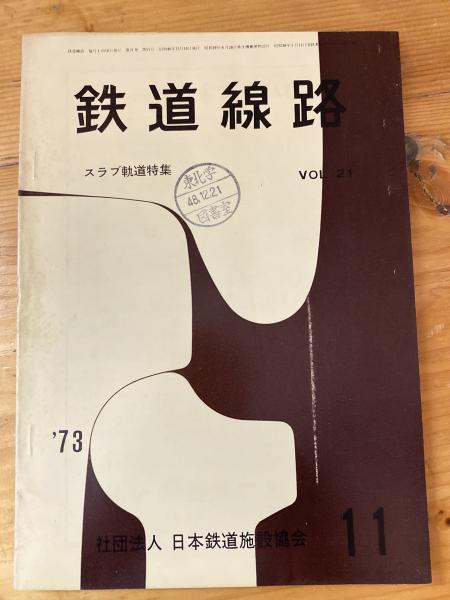 鉄道線路
スラブ軌道特集
VOL. 21
東北学
48.12.21
図書室
'73
11
社団法人 日本鉄道施設協会